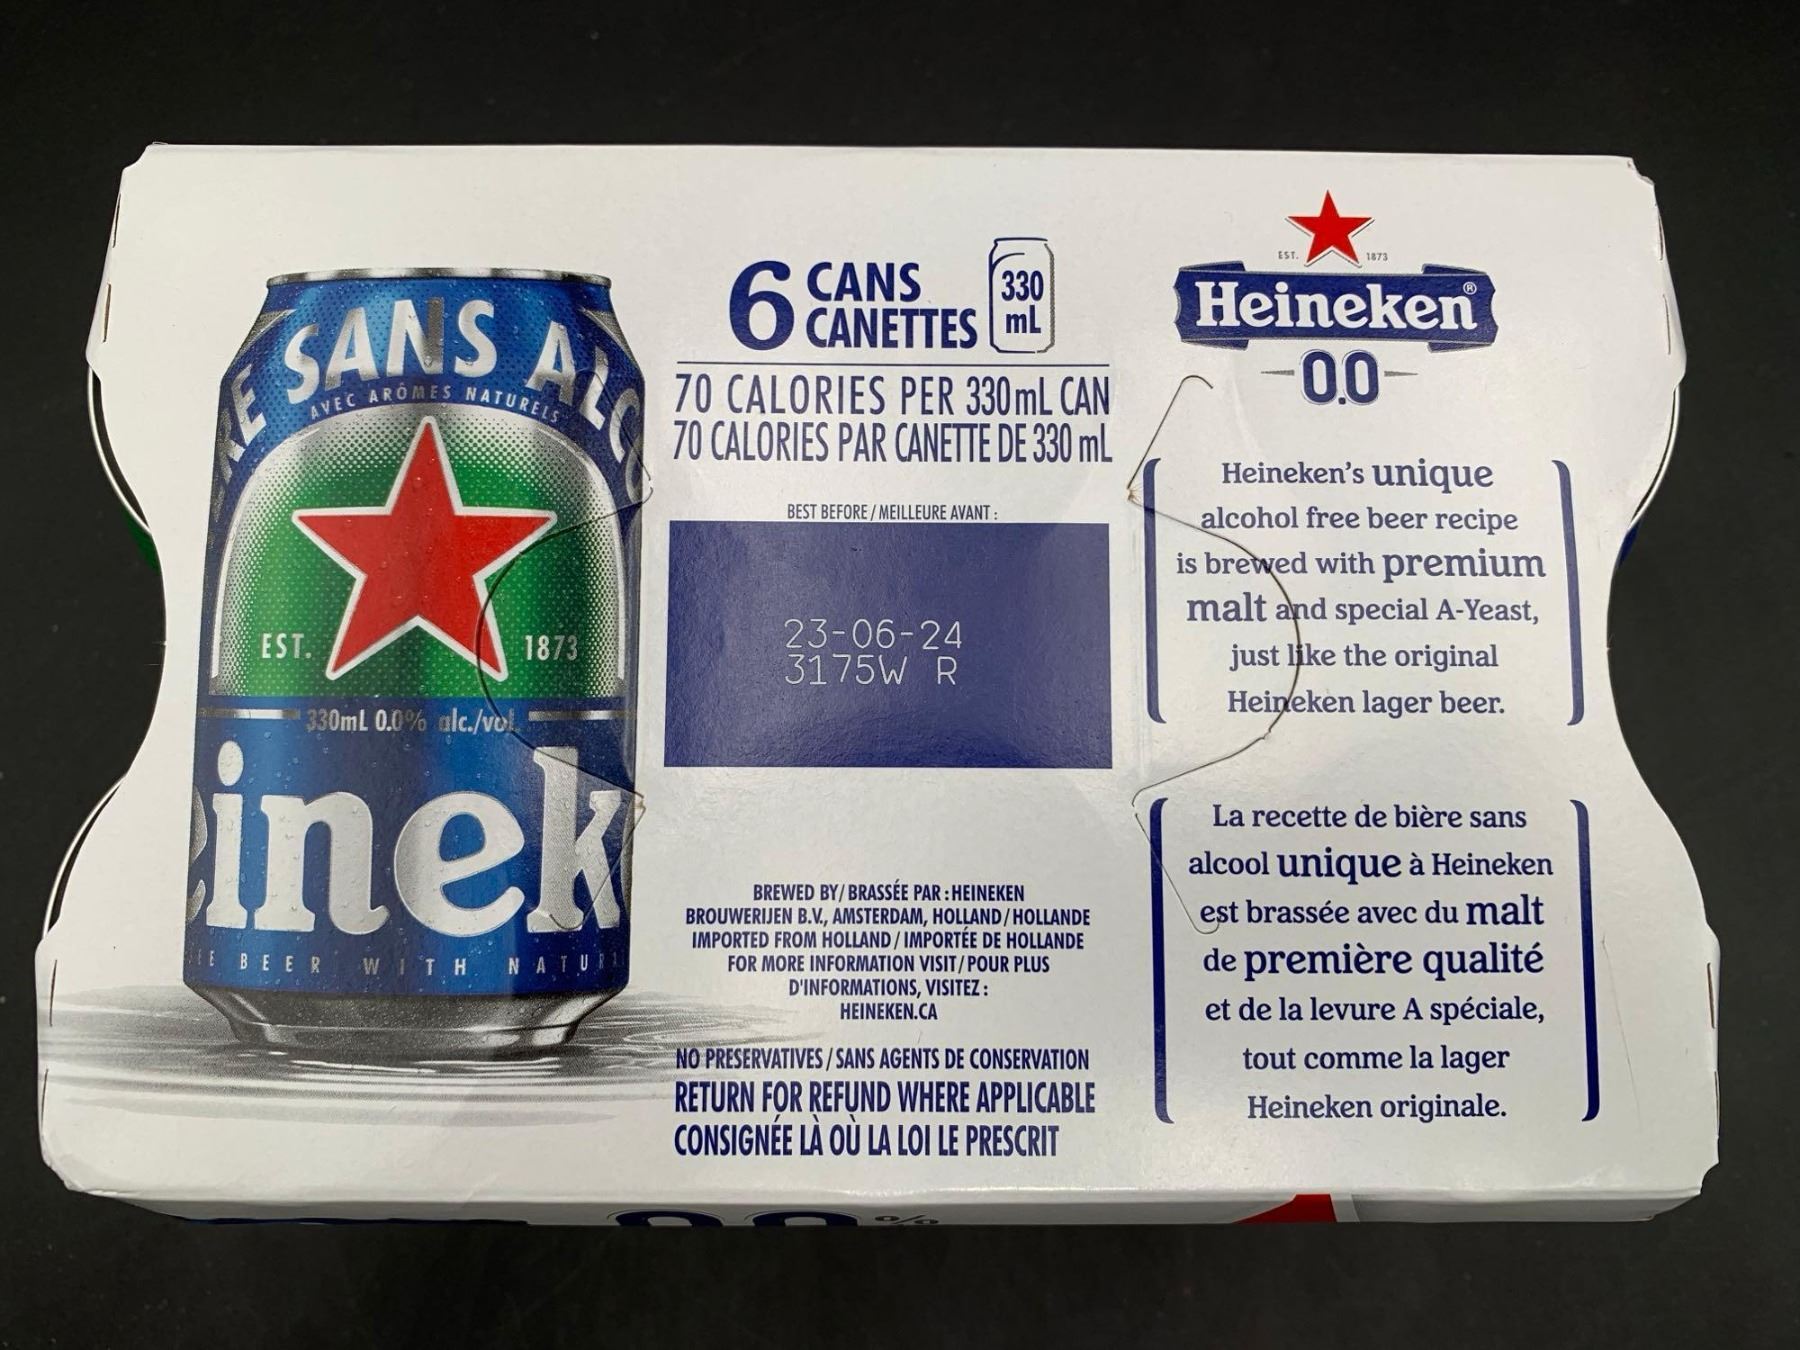 SANS ALCO
AVEC ARÔMES NATURELS
EST. 1873
330mL 0.0% alc./vol.
inek
BEER WITH NATURA
6 CANS
CANETTES
330
mL
70 CALORIES PER 330 mL CAN
70 CALORIES PAR CANETTE DE 330 mL
BEST BEFORE / MEILLEURE AVANT :
23-06-24
3175W R
BREWED BY / BRASSÉE PAR : HEINEKEN
BROUWERIJEN B.V., AMSTERDAM, HOLLAND / HOLLANDE
IMPORTED FROM HOLLAND / IMPORTÉE DE HOLLANDE
FOR MORE INFORMATION VISIT / POUR PLUS
D'INFORMATIONS, VISITEZ :
HEINEKEN.CA
NO PRESERVATIVES / SANS AGENTS DE CONSERVATION
RETURN FOR REFUND WHERE APPLICABLE
CONSIGNÉE LÀ OÙ LA LOI LE PRESCRIT
EST. 1873
Heineken®
0.0
Heineken's unique
alcohol free beer recipe
is brewed with premium
malt and special A-Yeast,
just like the original
Heineken lager beer.
La recette de bière sans
alcool unique à Heineken
est brassée avec du malt
de première qualité
et de la levure A spéciale,
tout comme la lager
Heineken originale.